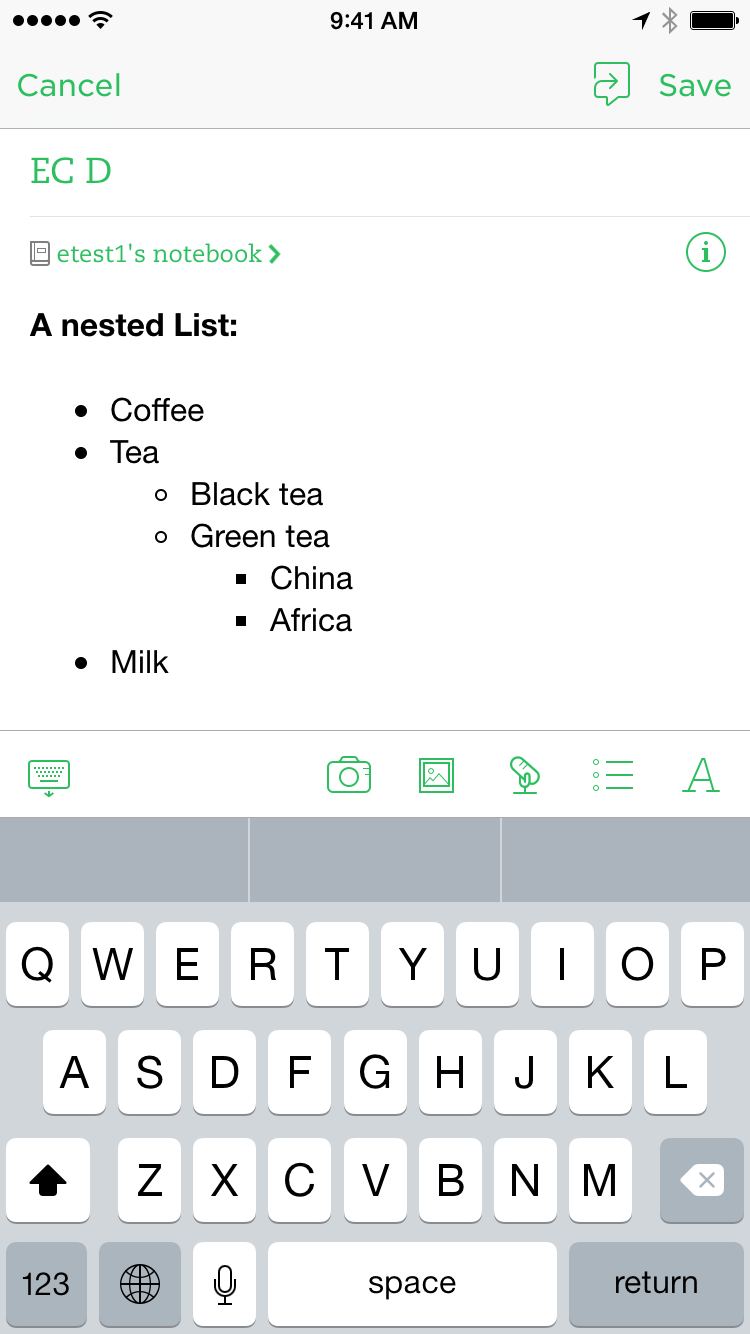 9:41 AM
Cancel
Save
EC D
etest1's notebook
A nested List:
Coffee
Tea
Black tea
Green tea
China
Africa
Milk
A
Q W E R T Y U I O P
A S D F G H J K L
Z X C V B N M
123 space return